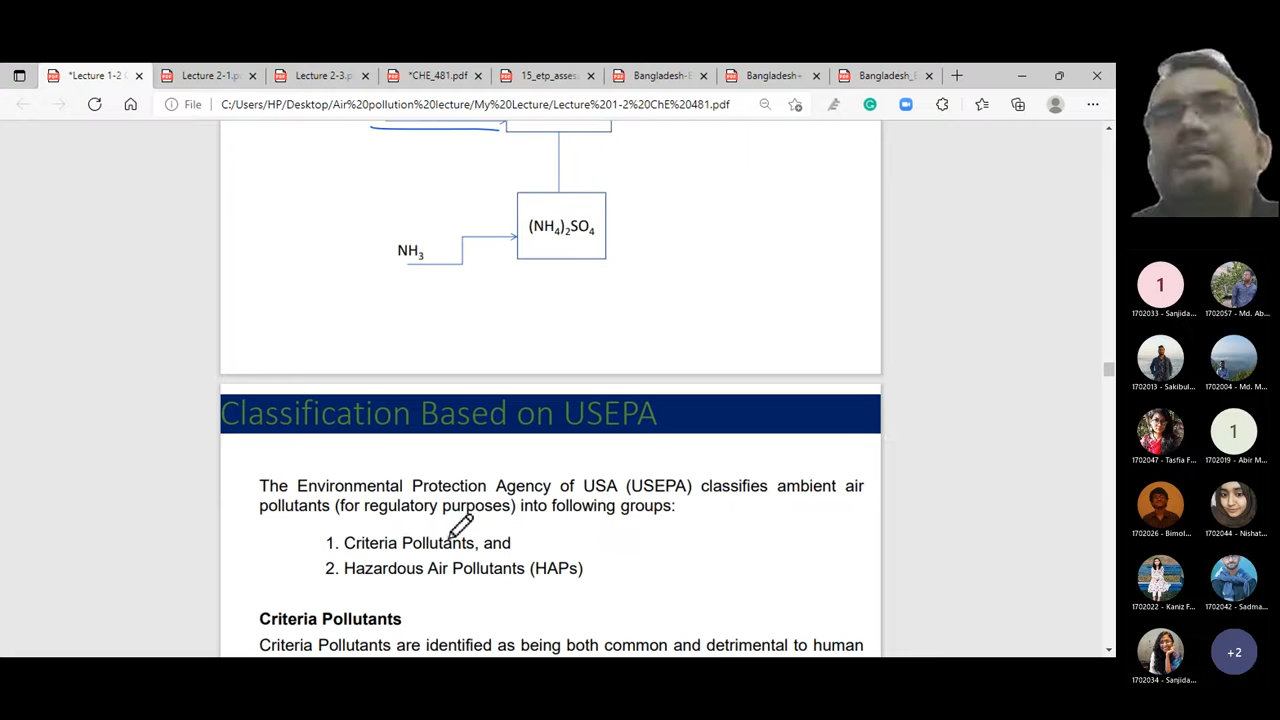 *Lecture 1-2 C
Lecture 2-1.p
Lecture 2-3.p
*CHE_481.pdf
15_etp_asses
Bangladesh-E
Bangladesh+
Bangladesh_E
File
C:/Users/HP/Desktop/Air%20pollution%20lecture/My%20Lecture/Lecture%201-2%20ChE%20481.pdf
(NH4)2SO4
NH3
Classification Based on USEPA
The Environmental Protection Agency of USA (USEPA) classifies ambient air
pollutants (for regulatory purposes) into following groups:
1. Criteria Pollutants, and
2. Hazardous Air Pollutants (HAPs)
Criteria Pollutants
Criteria Pollutants are identified as being both common and detrimental to human
1
1702033 - Sanjida...
1702057 - Md. Ab...
1702013 - Sakibul...
1702004 - Md. M...
1702047 - Tasfia F...
1
1702019 - Abir M...
1702026 - Bimol...
1702044 - Nishat...
1702022 - Kaniz F...
1702042 - Sadma...
1702034 - Sanjida...
+2